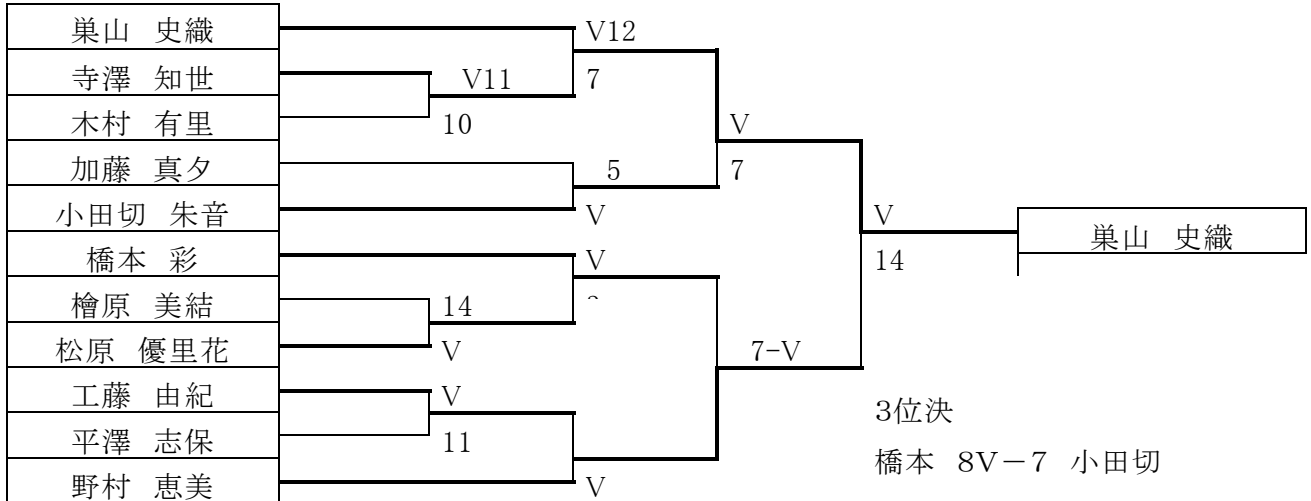 巣山 史織
V12
寺澤 知世
V11
7
木村 有里
10
V
加藤 真夕
5
7
小田切 朱音
V
V
巣山 史織
橋本 彩
V
14
檜原 美結
14
松原 優里花
V
7-V
工藤 由紀
V
3位決
平澤 志保
11
橋本 8V-7 小田切
野村 恵美
V